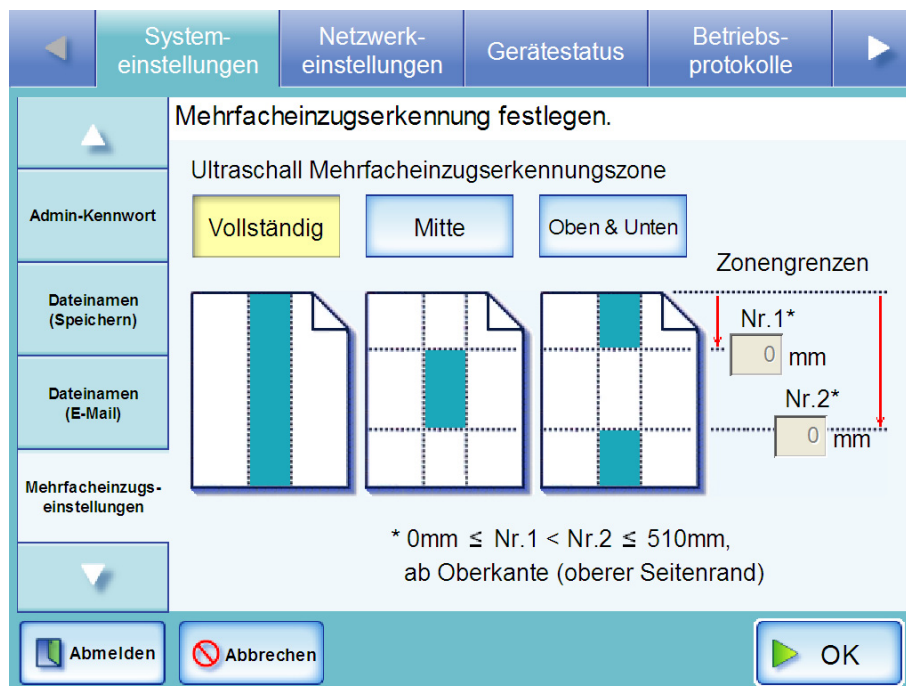 System-
einstellungen
Netzwerk-
einstellungen
Gerätestatus
Betriebs-
protokolle
Mehrfacheinzugserkennung festlegen.
Admin-Kennwort
Dateinamen
(Speichern)
Dateinamen
(E-Mail)
Mehrfacheinzugs-
einstellungen
Ultraschall Mehrfacheinzugserkennungszone
Vollständig
Mitte
Oben & Unten
Zonengrenzen
Nr.1*
0 mm
Nr.2*
0 mm
* 0mm ≤ Nr.1 < Nr.2 ≤ 510mm,
ab Oberkante (oberer Seitenrand)
Abmelden
Abbrechen
OK